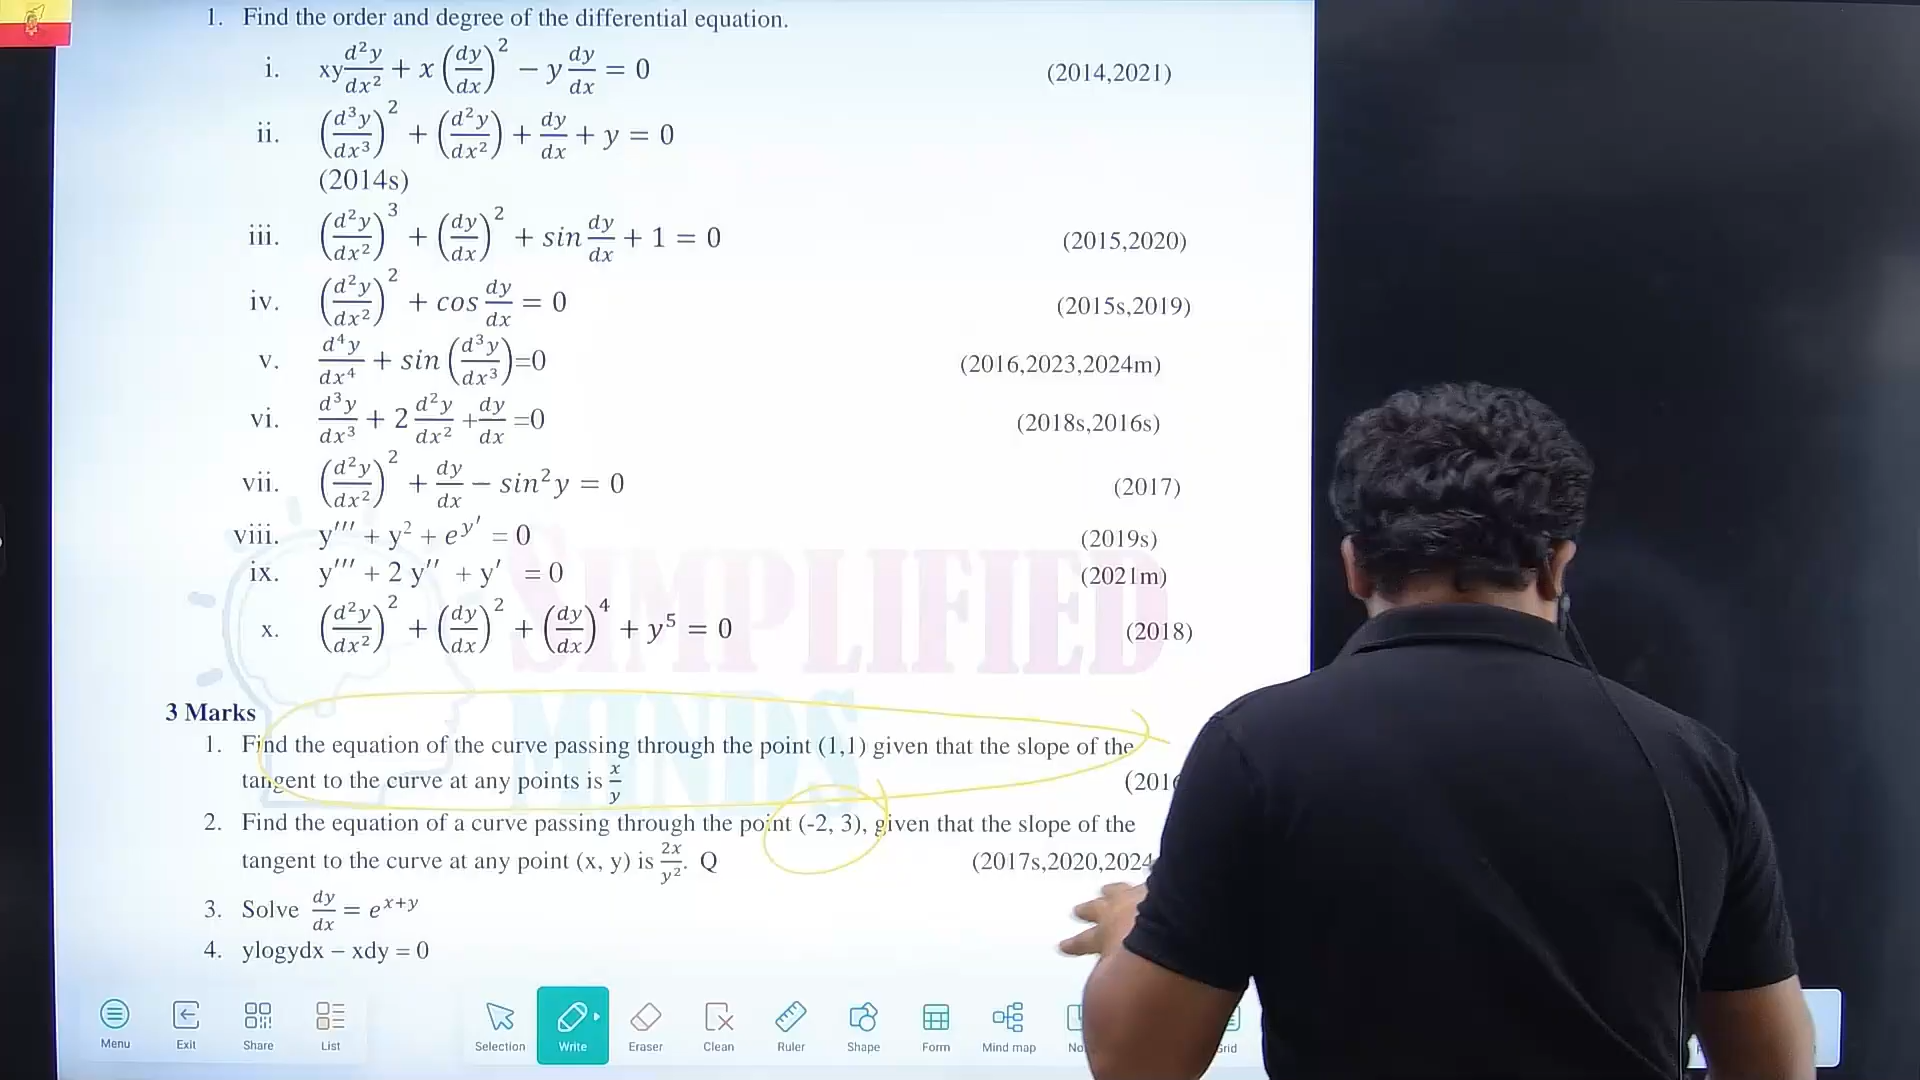 1. Find the order and degree of the differential equation.
i. xy d²y/dx² + x (dy/dx)² − y dy/dx = 0 (2014,2021)
ii. (d³y/dx³)² + (d²y/dx²) + dy/dx + y = 0
(2014s)
iii. (d²y/dx²)³ + (dy/dx)² + sin dy/dx + 1 = 0 (2015,2020)
iv. (d²y/dx²)² + cos dy/dx = 0 (2015s,2019)
v. d⁴y/dx⁴ + sin (d³y/dx³)=0 (2016,2023,2024m)
vi. d³y/dx³ + 2 d²y/dx² + dy/dx =0 (2018s,2016s)
vii. (d²y/dx²)² + dy/dx − sin²y = 0 (2017)
viii. y′′′ + y² + e^y′ = 0 (2019s)
ix. y′′′ + 2 y′′ + y′ = 0 (2021m)
x. (d²y/dx²)² + (dy/dx)² + (dy/dx)⁴ + y⁵ = 0 (2018)
SIMPLIFIED
MINDS
3 Marks
1. Find the equation of the curve passing through the point (1,1) given that the slope of the
tangent to the curve at any points is x/y
2. Find the equation of a curve passing through the point (-2, 3), given that the slope of the
tangent to the curve at any point (x, y) is 2x/y². Q (2017s,2020,2024
3. Solve dy/dx = e^x+y
4. ylogydx − xdy = 0
Menu Exit Share List Selection Write Eraser Clean Ruler Shape Form Mind map